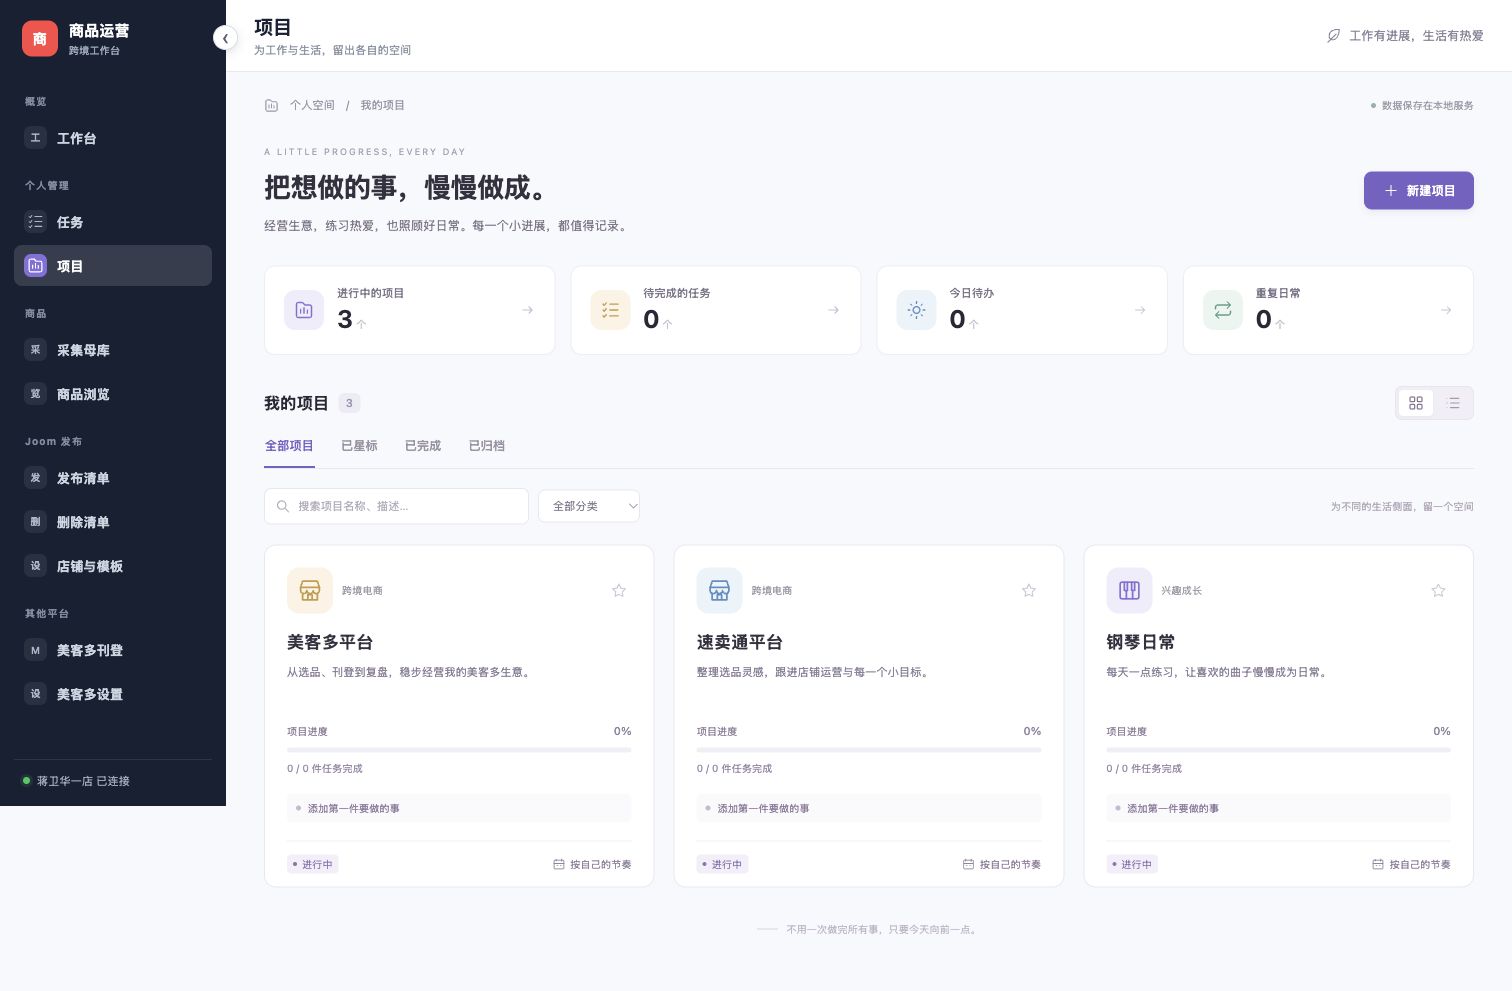 商
商品运营
跨境工作台
概览
工 工作台
个人管理
任务
项目
商品
采 采集母库
览 商品浏览
Joom 发布
发 发布清单
删 删除清单
设 店铺与模板
其他平台
M 美客多刊登
设 美客多设置
蒋卫华一店 已连接
项目
为工作与生活，留出各自的空间
工作有进展，生活有热爱
个人空间 / 我的项目
数据保存在本地服务
A LITTLE PROGRESS, EVERY DAY
把想做的事，慢慢做成。
经营生意，练习热爱，也照顾好日常。每一个小进展，都值得记录。
新建项目
进行中的项目
3 个
待完成的任务
0 个
今日待办
0 个
重复日常
0 个
我的项目 3
全部项目 已星标 已完成 已归档
搜索项目名称、描述...
全部分类
为不同的生活侧面，留一个空间
跨境电商
美客多平台
从选品、刊登到复盘，稳步经营我的美客多生意。
项目进度 0%
0 / 0 件任务完成
添加第一件要做的事
进行中 按自己的节奏
跨境电商
速卖通平台
整理选品灵感，跟进店铺运营与每一个小目标。
项目进度 0%
0 / 0 件任务完成
添加第一件要做的事
进行中 按自己的节奏
兴趣成长
钢琴日常
每天一点练习，让喜欢的曲子慢慢成为日常。
项目进度 0%
0 / 0 件任务完成
添加第一件要做的事
进行中 按自己的节奏
不用一次做完所有事，只要今天向前一点。